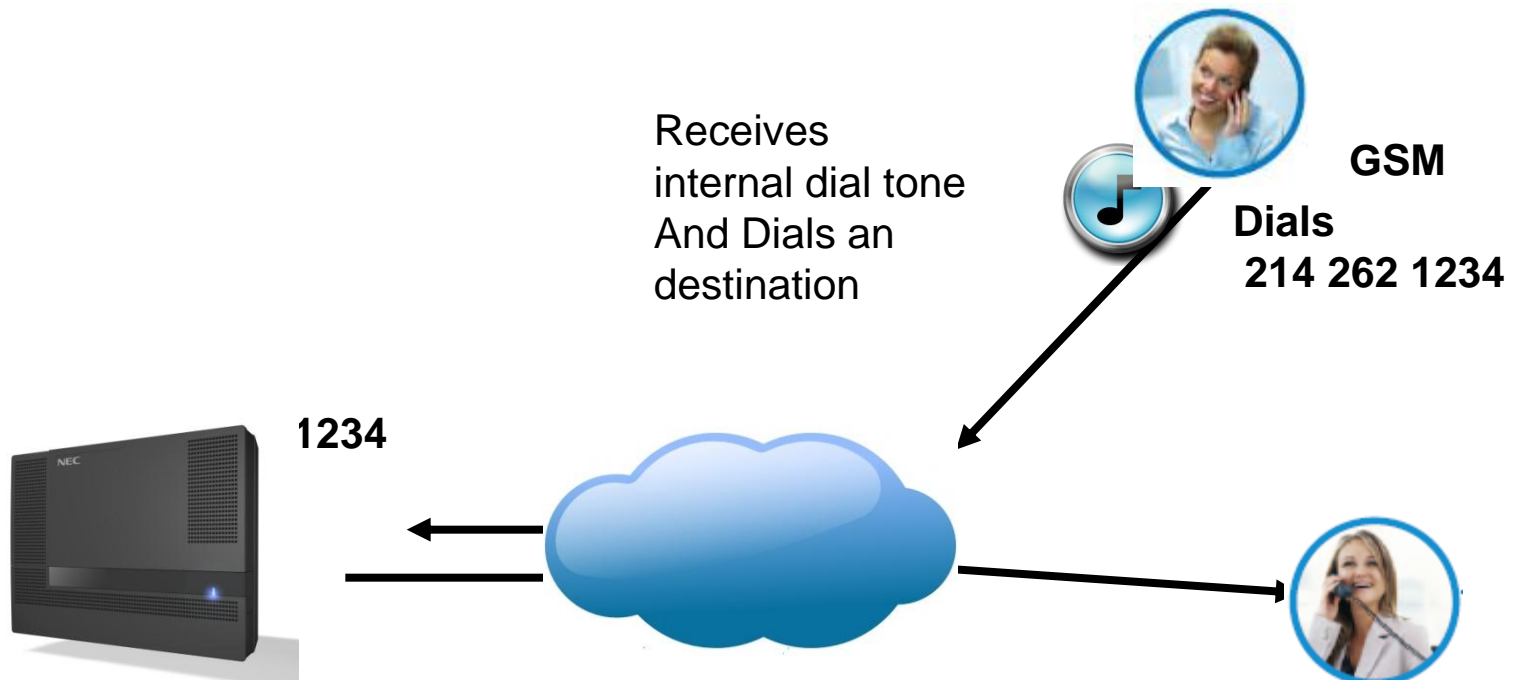 Receives
internal dial tone
And Dials an
destination
GSM
Dials
214 262 1234
1234
NEC